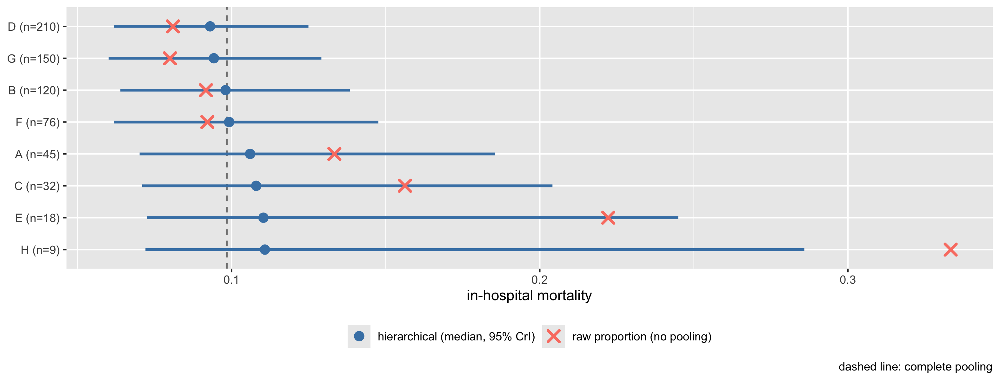 D (n=210)
G (n=150)
B (n=120)
F (n=76)
A (n=45)
C (n=32)
E (n=18)
H (n=9)
0.1 0.2 0.3
in-hospital mortality
hierarchical (median, 95% CrI) raw proportion (no pooling)
dashed line: complete pooling